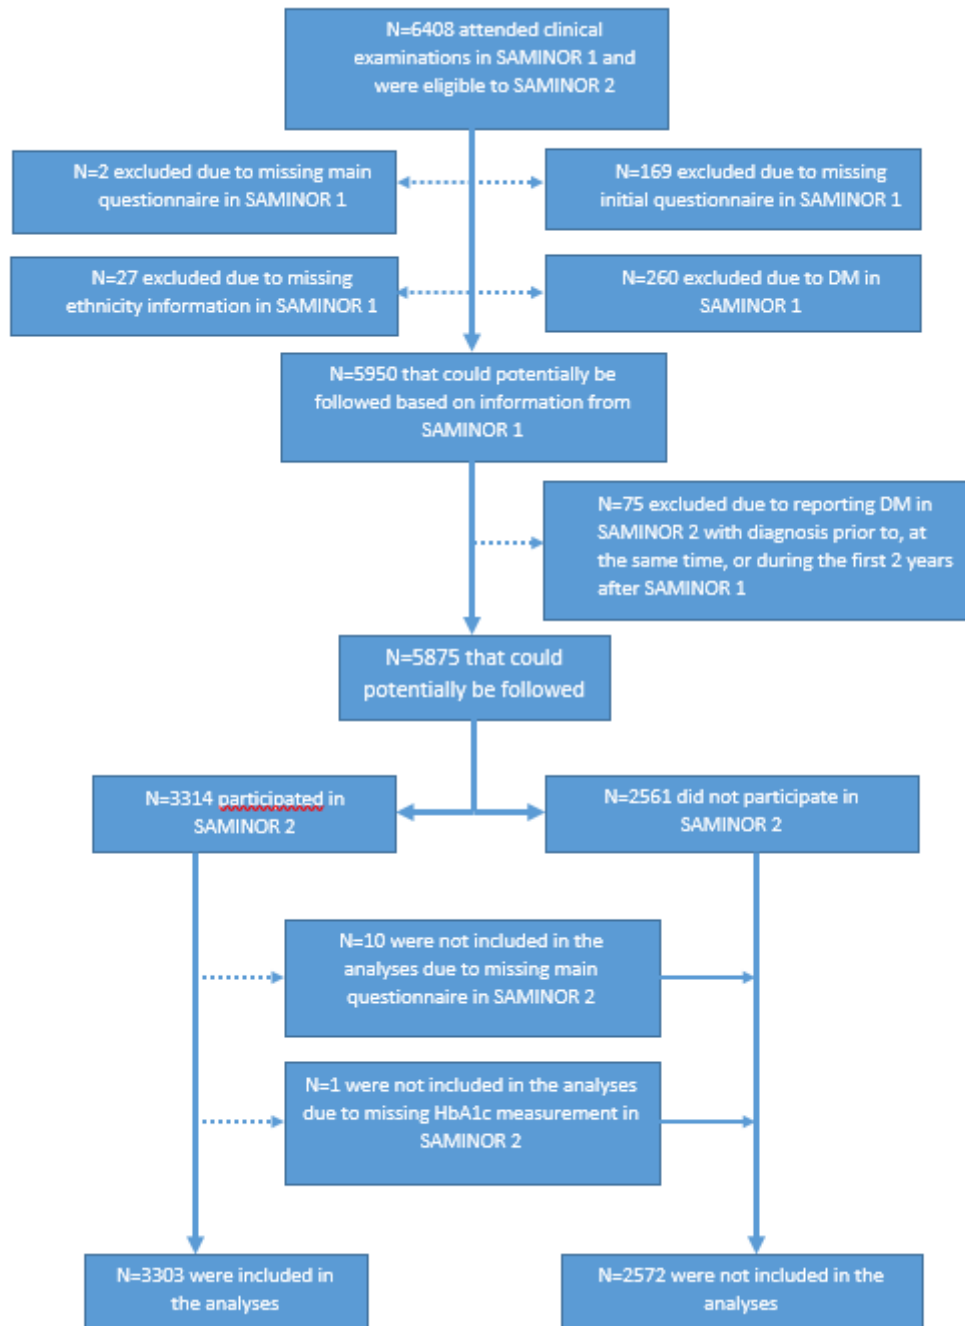 N=6408 attended clinical
examinations in SAMINOR 1 and
were eligible to SAMINOR 2
N=2 excluded due to missing main
questionnaire in SAMINOR 1
N=169 excluded due to missing
initial questionnaire in SAMINOR 1
N=27 excluded due to missing
ethnicity information in SAMINOR 1
N=260 excluded due to DM in
SAMINOR 1
N=5950 that could potentially be
followed based on information from
SAMINOR 1
N=75 excluded due to reporting DM in
SAMINOR 2 with diagnosis prior to, at
the same time, or during the first 2 years
after SAMINOR 1
N=5875 that could
potentially be followed
N=3314 participated in
SAMINOR 2
N=2561 did not participate in
SAMINOR 2
N=10 were not included in the
analyses due to missing main
questionnaire in SAMINOR 2
N=1 were not included in the analyses
due to missing HbA1c measurement in
SAMINOR 2
N=3303 were included in
the analyses
N=2572 were not included in the
analyses